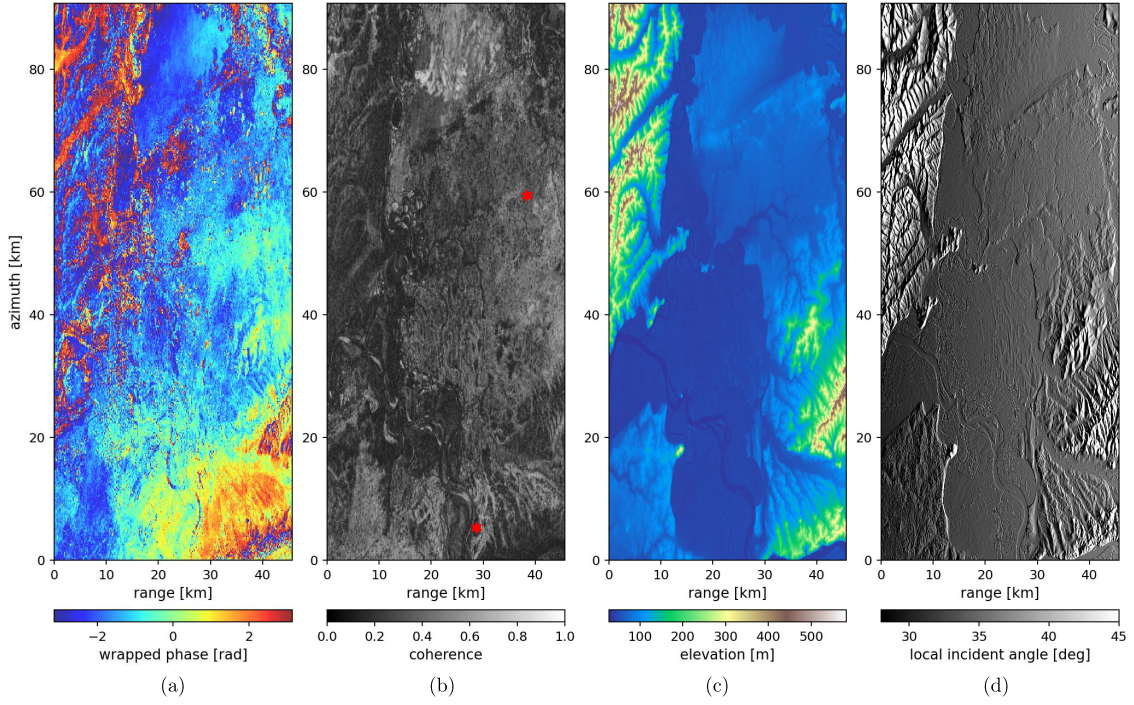 azimuth [km]
80
60
40
20
0
0 10 20 30 40
range [km]
−2 0 2
wrapped phase [rad]
(a)
80
60
40
20
0
0 10 20 30 40
range [km]
0.0 0.2 0.4 0.6 0.8 1.0
coherence
(b)
80
60
40
20
0
0 10 20 30 40
range [km]
100 200 300 400 500
elevation [m]
(c)
80
60
40
20
0
0 10 20 30 40
range [km]
30 35 40 45
local incident angle [deg]
(d)